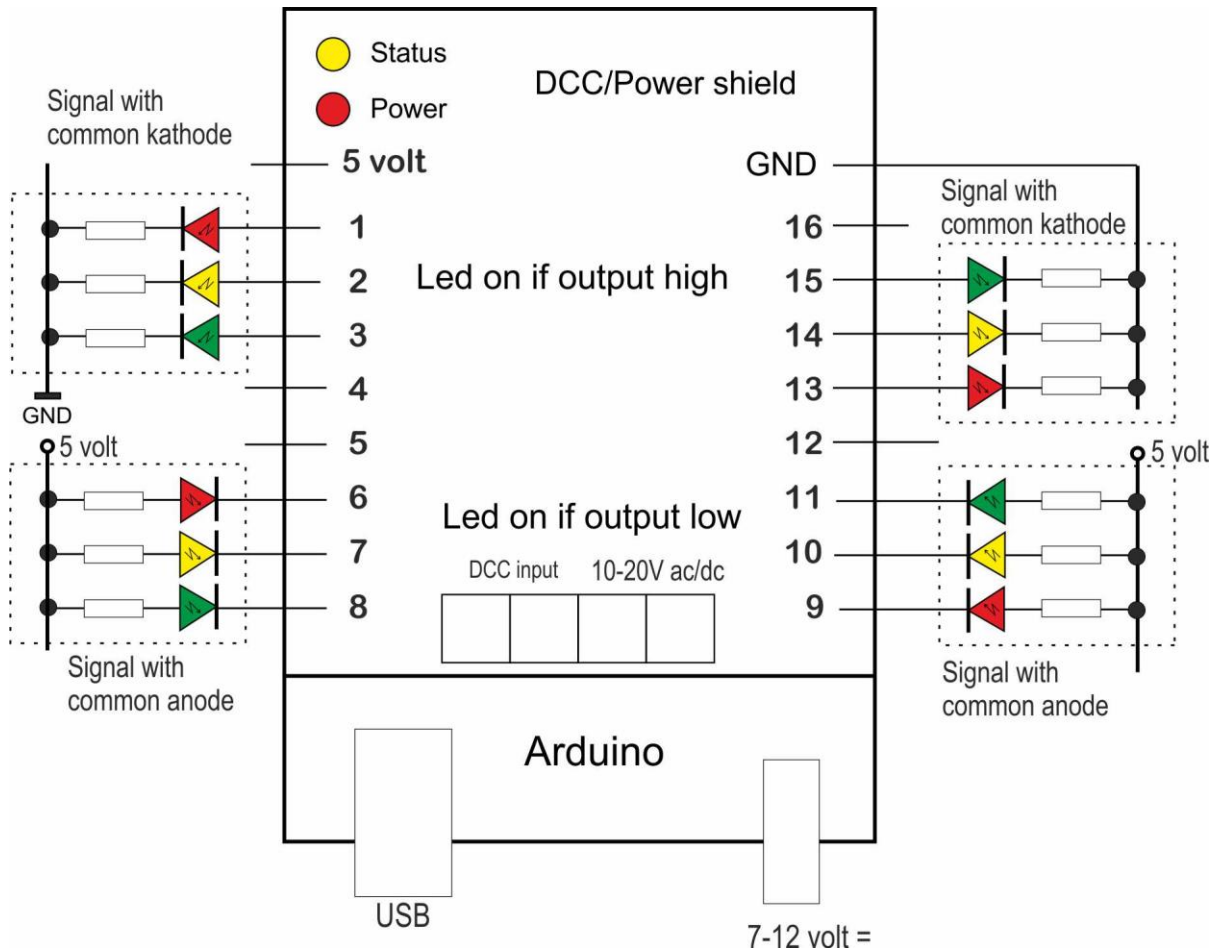 Status
Power
DCC/Power shield
Signal with
common kathode
5 volt
1
2
3
4
5
6
7
8
GND
5 volt
Signal with
common anode
Led on if output high
Led on if output low
DCC input
10-20V ac/dc
GND
16
15
14
13
12
11
10
9
Signal with
common kathode
5 volt
Signal with
common anode
Arduino
USB
7-12 volt =